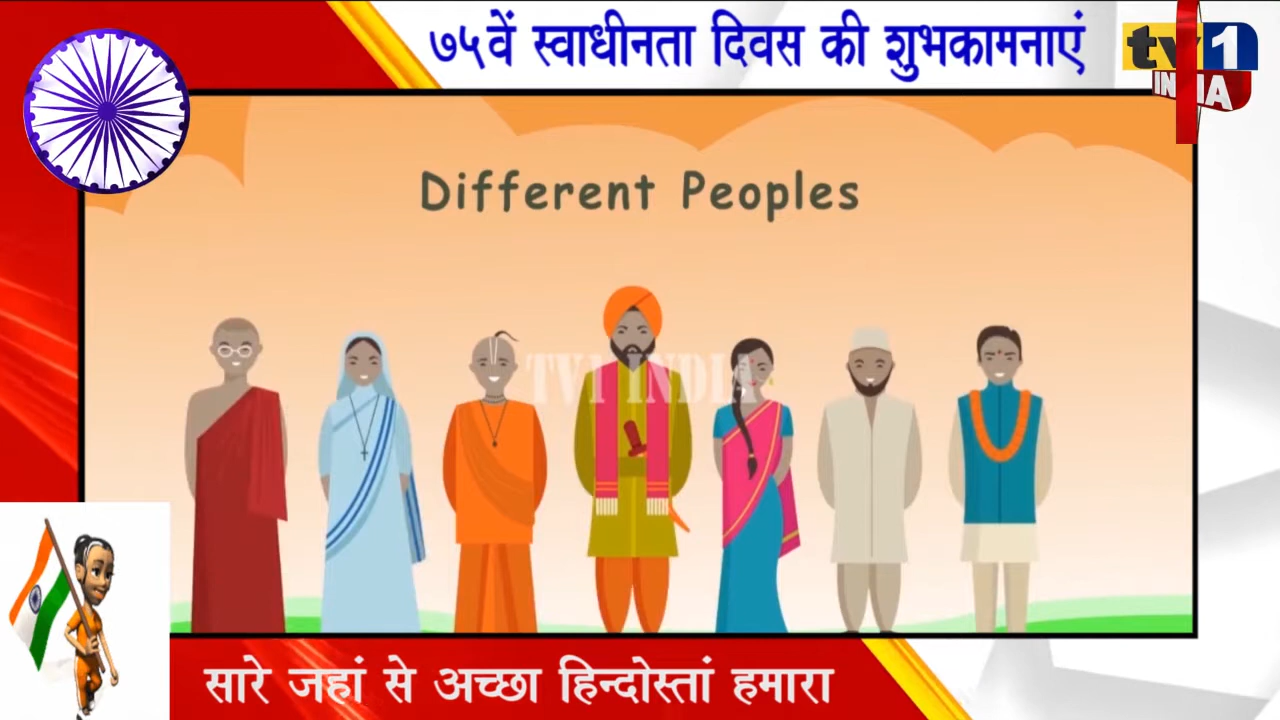 ७५वें स्वाधीनता दिवस की शुभकामनाएं
tv1
INDIA
Different Peoples
TV1 INDIA
सारे जहां से अच्छा हिन्दोस्तां हमारा